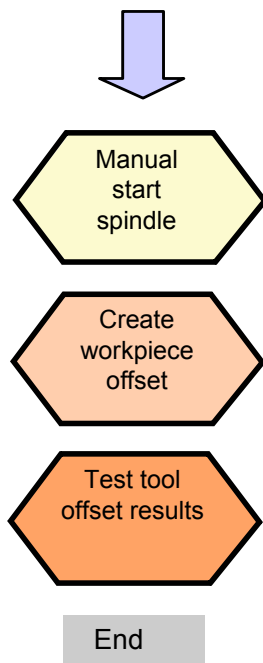 Manual
start
spindle
Create
workpiece
offset
Test tool
offset results
End